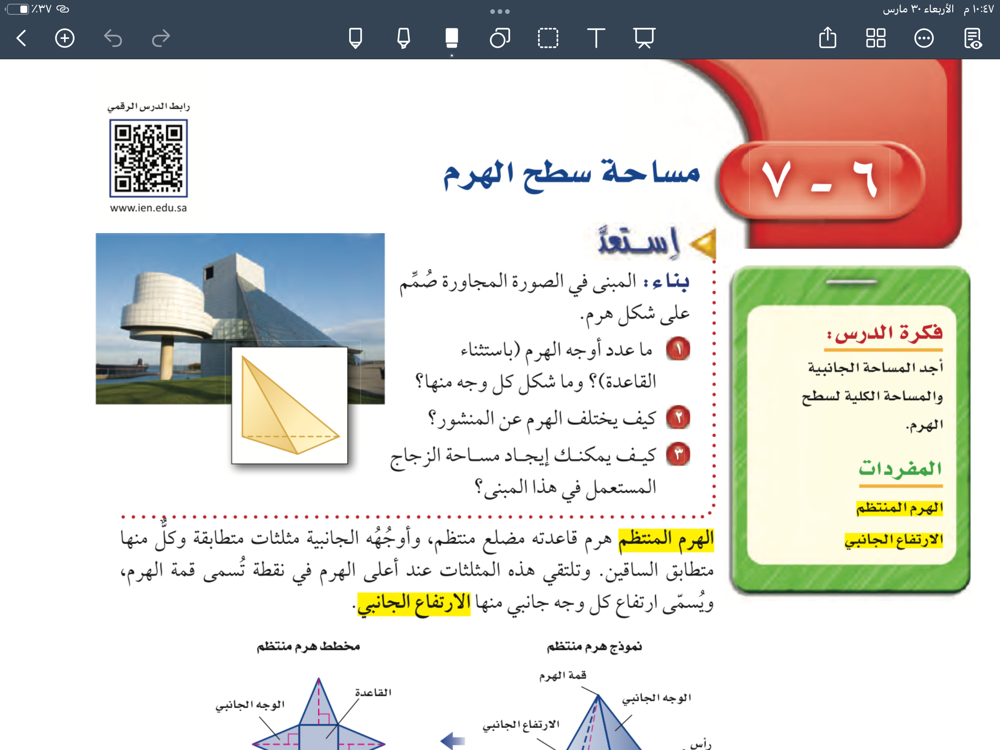 ١٠:٤٧ م الأربعاء ٣٠ مارس
٪٣٧
رابط الدرس الرقمي
www.ien.edu.sa
٦ - ٧
مساحة سطح الهرم
اِستَعدَّ
بناء: المبنى في الصورة المجاورة صُمِّم
على شكل هرم.
١ ما عدد أوجه الهرم (باستثناء
القاعدة)؟ وما شكل كل وجه منها؟
٢ كيف يختلف الهرم عن المنشور؟
٣ كيف يمكنك إيجاد مساحة الزجاج
المستعمل في هذا المبنى؟
فكرة الدرس:
أجد المساحة الجانبية
والمساحة الكلية لسطح
الهرم.
المفردات
الهرم المنتظم
الارتفاع الجانبي
الهرم المنتظم هرم قاعدته مضلع منتظم، وأوجُهُه الجانبية مثلثات متطابقة وكلٌّ منها
متطابق الساقين. وتلتقي هذه المثلثات عند أعلى الهرم في نقطة تُسمى قمة الهرم،
ويُسمّى ارتفاع كل وجه جانبي منها الارتفاع الجانبي.
نموذج هرم منتظم
قمة الهرم
الوجه الجانبي
الارتفاع الجانبي
رأس
مخطط هرم منتظم
القاعدة
الوجه الجانبي